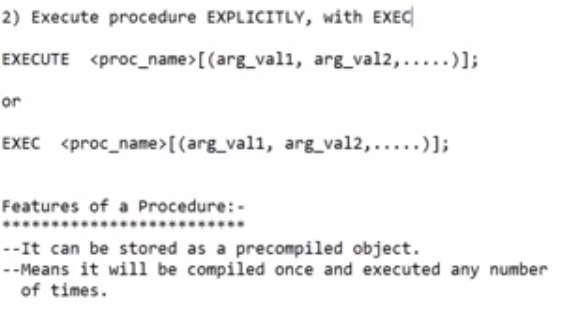 2) Execute procedure EXPLICITLY, with EXEC
EXECUTE  <proc_name>[(arg_val1, arg_val2,.....)];
or
EXEC  <proc_name>[(arg_val1, arg_val2,.....)];
Features of a Procedure:-
*************************
--It can be stored as a precompiled object.
--Means it will be compiled once and executed any number
of times.